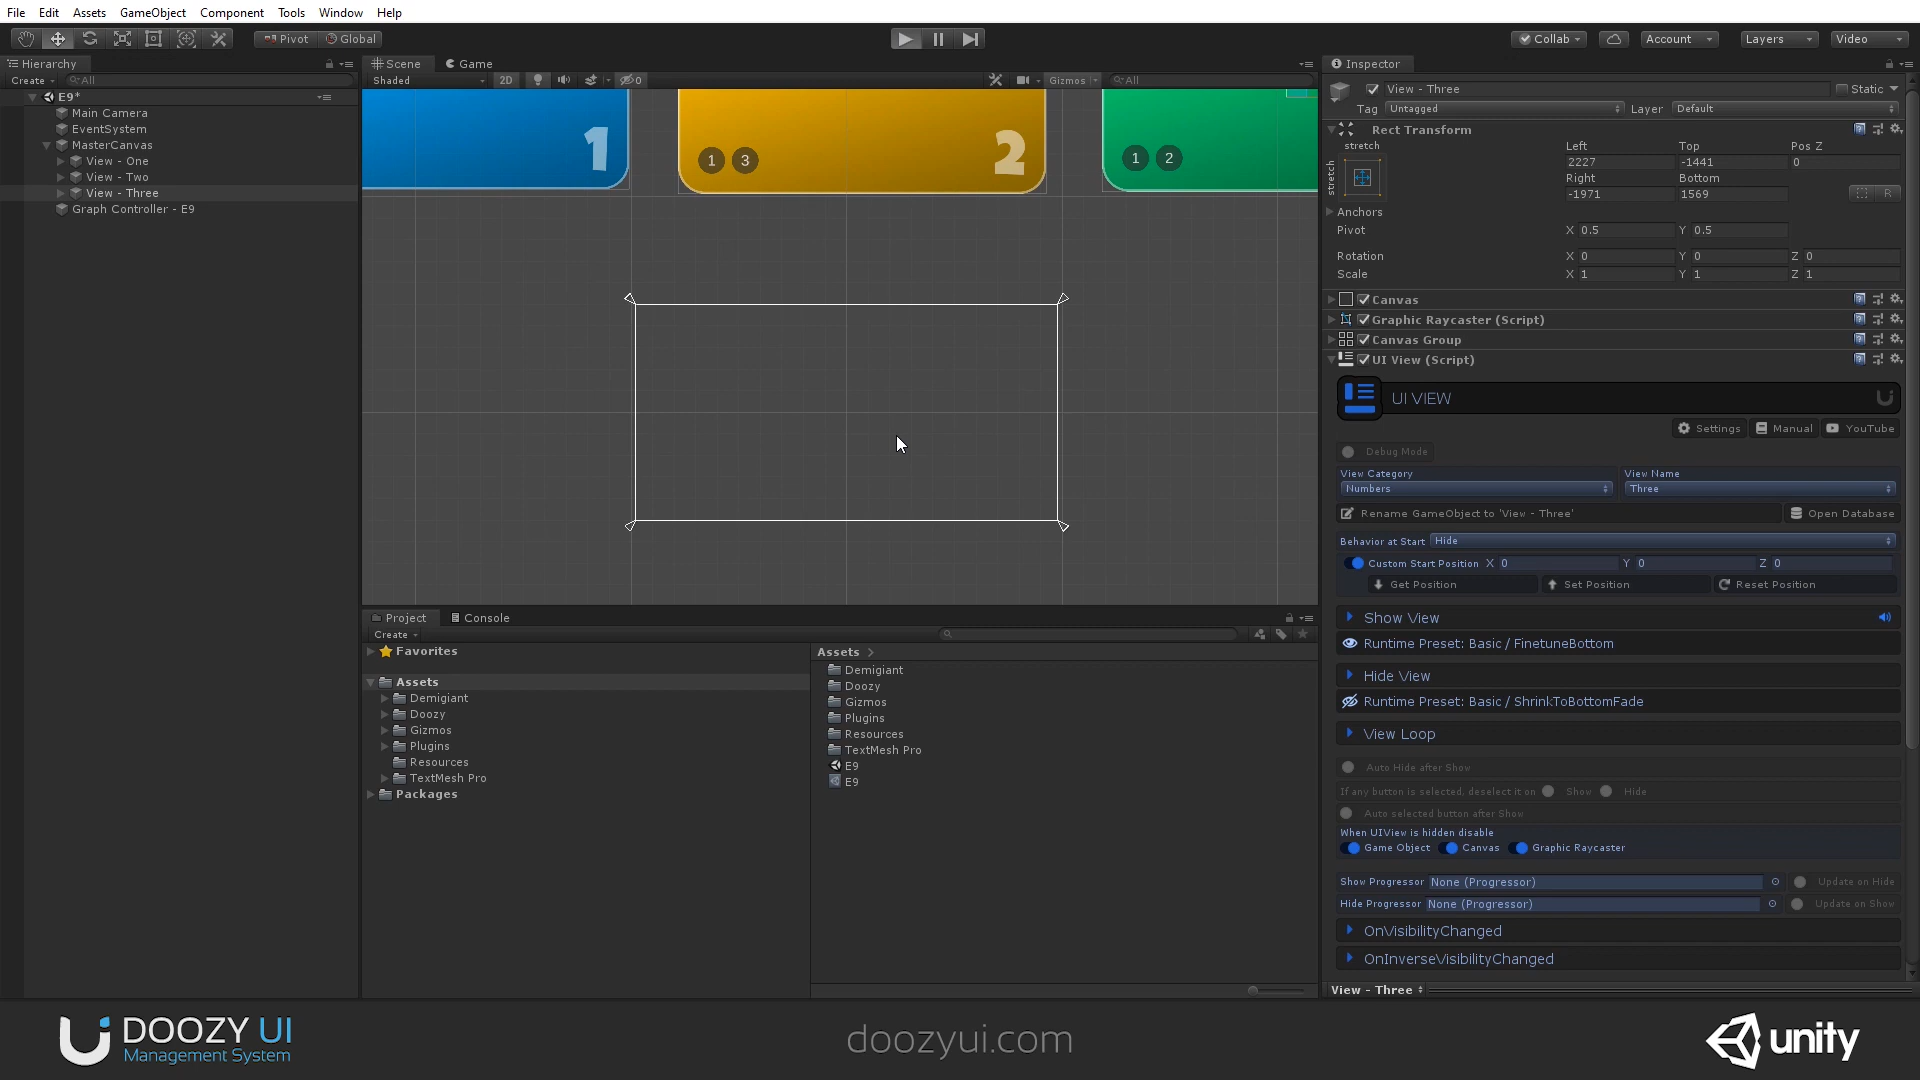 File Edit Assets GameObject Component Tools Window Help
Pivot Global
Collab Account Layers Video
Hierarchy
Create All
E9*
Main Camera
EventSystem
MasterCanvas
View - One
View - Two
View - Three
Graph Controller - E9
Scene Game
Shaded 2D 0 Gizmos All
1
1 3 2
1 2
Project Console
Create
Favorites
Assets
Demigiant
Doozy
Gizmos
Plugins
Resources
TextMesh Pro
Packages
Assets
Demigiant
Doozy
Gizmos
Plugins
Resources
TextMesh Pro
E9
E9
Inspector
View - Three Static
Tag Untagged Layer Default
Rect Transform
stretch
stretch
Left Top Pos Z
2227 -1441 0
Right Bottom
-1971 1569 R
Anchors
Pivot X 0.5 Y 0.5
Rotation X 0 Y 0 Z 0
Scale X 1 Y 1 Z 1
Canvas
Graphic Raycaster (Script)
Canvas Group
UI View (Script)
UI VIEW
Settings Manual YouTube
Debug Mode
View Category View Name
Numbers Three
Rename GameObject to 'View - Three' Open Database
Behavior at Start Hide
Custom Start Position X 0 Y 0 Z 0
Get Position Set Position Reset Position
Show View
Runtime Preset: Basic / FinetuneBottom
Hide View
Runtime Preset: Basic / ShrinkToBottomFade
View Loop
Auto Hide after Show
If any button is selected, deselect it on Show Hide
Auto selected button after Show
When UIView is hidden disable
Game Object Canvas Graphic Raycaster
Show Progressor None (Progressor) Update on Hide
Hide Progressor None (Progressor) Update on Show
OnVisibilityChanged
OnInverseVisibilityChanged
View - Three
DOOZY UI
Management System
doozyui.com
unity